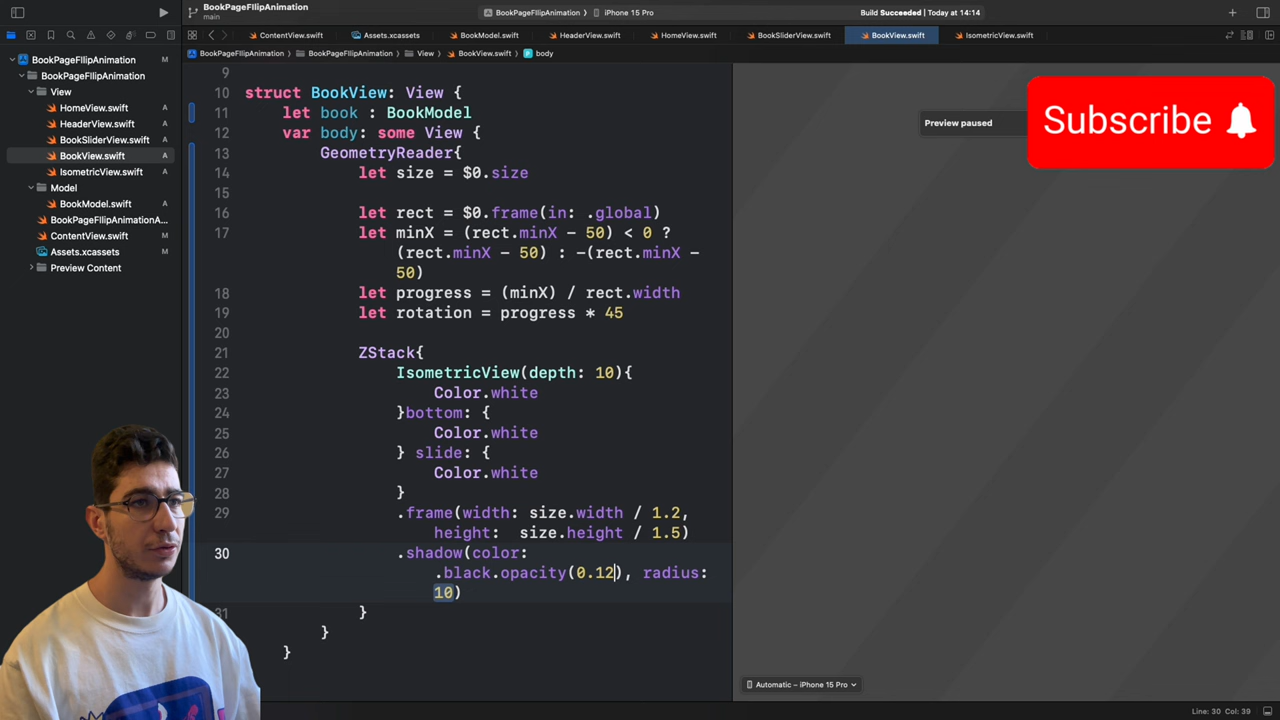 BookPageFlipAnimation
main
BookPageFlipAnimation
iPhone 15 Pro
Build Succeeded | Today at 14:14
ContentView.swift
Assets.xcassets
BookModel.swift
HeaderView.swift
HomeView.swift
BookSliderView.swift
BookView.swift
IsometricView.swift
BookPageFlipAnimation
BookPageFlipAnimation
View
BookView.swift
body
BookPageFlipAnimation M
BookPageFlipAnimation
View
HomeView.swift A
HeaderView.swift A
BookSliderView.swift A
BookView.swift A
IsometricView.swift A
Model
BookModel.swift A
BookPageFlipAnimationA... A
ContentView.swift M
Assets.xcassets M
Preview Content
9
10 struct BookView: View {
11 let book : BookModel
12 var body: some View {
13 GeometryReader{
14 let size = $0.size
15
16 let rect = $0.frame(in: .global)
17 let minX = (rect.minX - 50) < 0 ?
(rect.minX - 50) : -(rect.minX -
50)
18 let progress = (minX) / rect.width
19 let rotation = progress * 45
20
21 ZStack{
22 IsometricView(depth: 10){
23 Color.white
24 }bottom: {
25 Color.white
26 } slide: {
27 Color.white
28 }
29 .frame(width: size.width / 1.2,
height: size.height / 1.5)
30 .shadow(color:
.black.opacity(0.12), radius:
10)
31 }
}
}
Preview paused
Subscribe
Automatic – iPhone 15 Pro
Line: 30 Col: 39